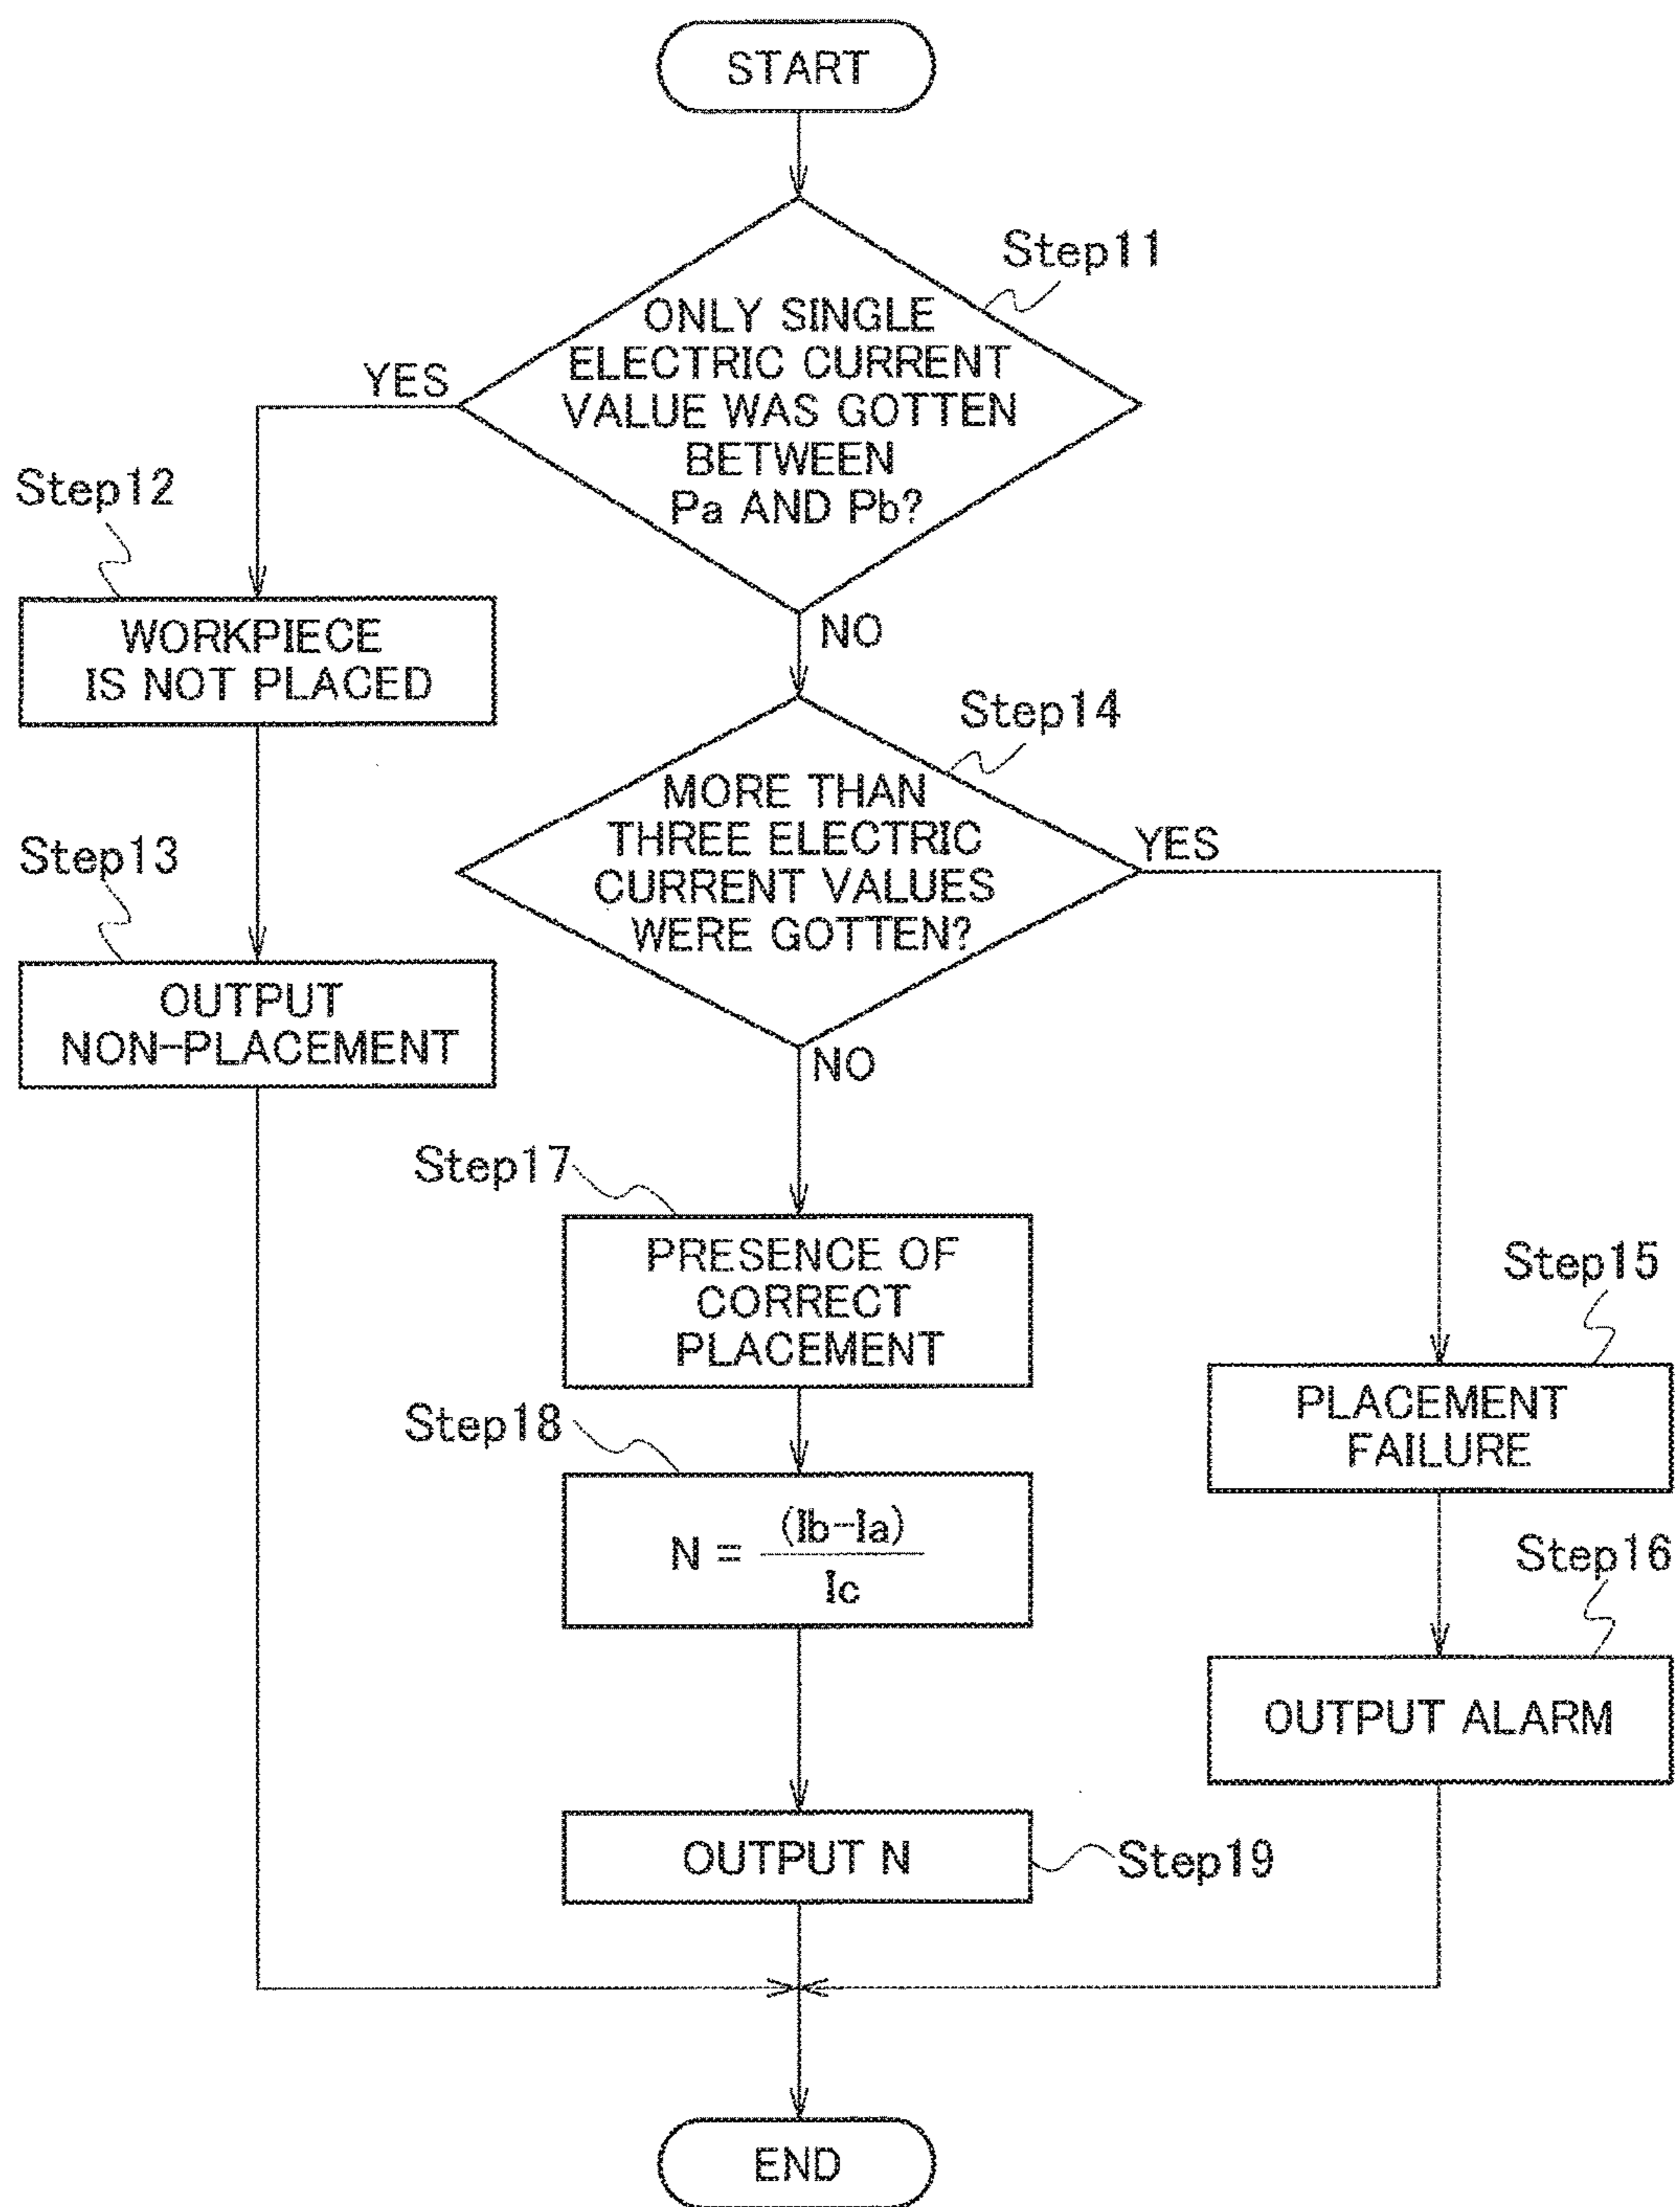 START
Step11
ONLY SINGLE
ELECTRIC CURRENT
VALUE WAS GOTTEN
BETWEEN
Pa AND Pb?
YES
NO
Step12
WORKPIECE
IS NOT PLACED
Step13
OUTPUT
NON-PLACEMENT
Step14
MORE THAN
THREE ELECTRIC
CURRENT VALUES
WERE GOTTEN?
YES
NO
Step17
PRESENCE OF
CORRECT
PLACEMENT
Step15
PLACEMENT
FAILURE
Step18
N = (Ib-Ia)
Ic
Step16
OUTPUT ALARM
OUTPUT N
Step19
END